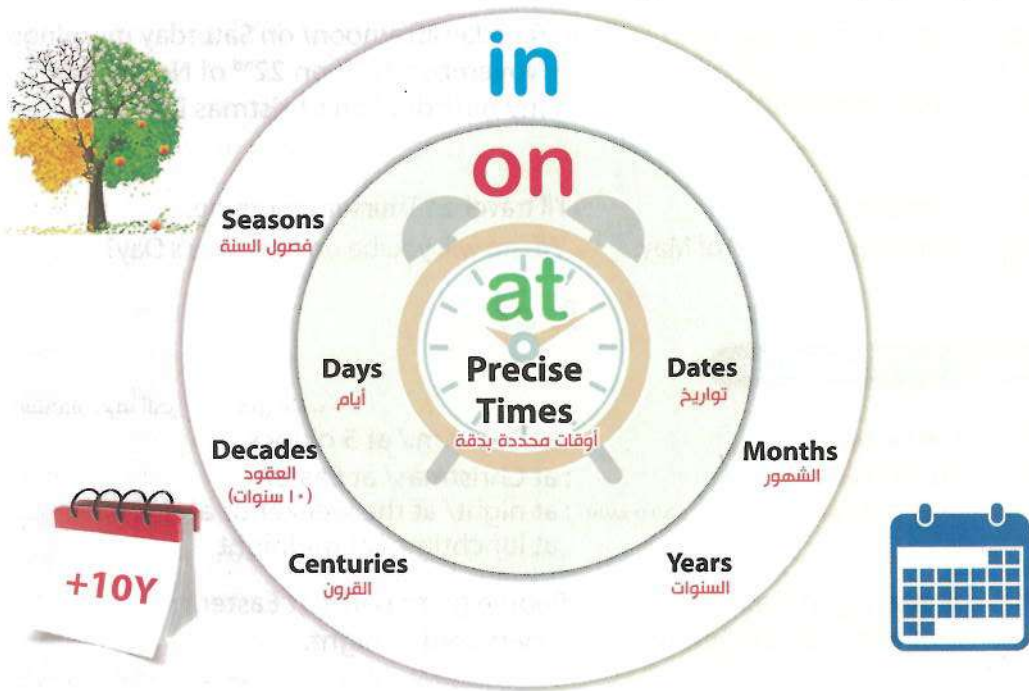 in
on
at
Seasons
فصول السنة
Days
أيام
Precise
Times
أوقات محددة بدقة
Dates
تواريخ
Decades
العقود
(١٠ سنوات)
Months
الشهور
Centuries
القرون
Years
السنوات
+10Y